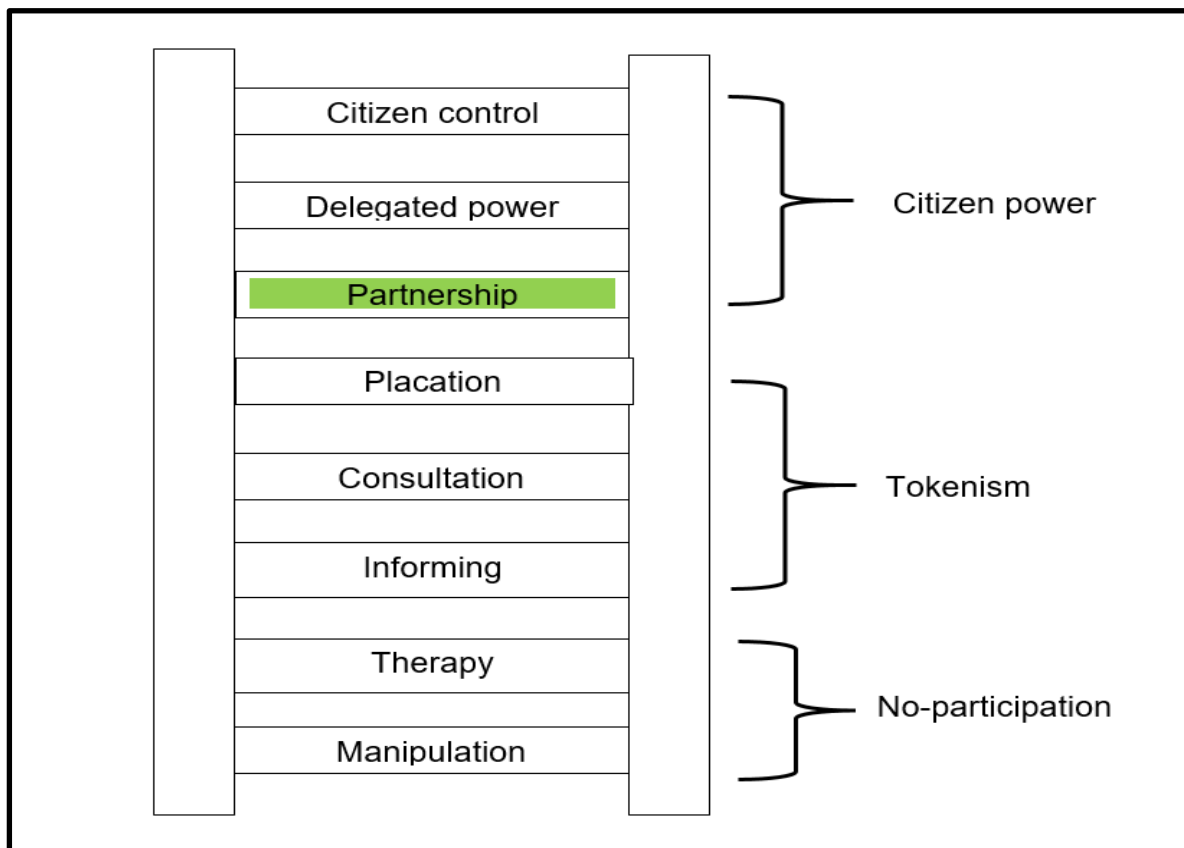 Citizen control
Delegated power
Citizen power
Partnership
Placation
Consultation
Tokenism
Informing
Therapy
No-participation
Manipulation